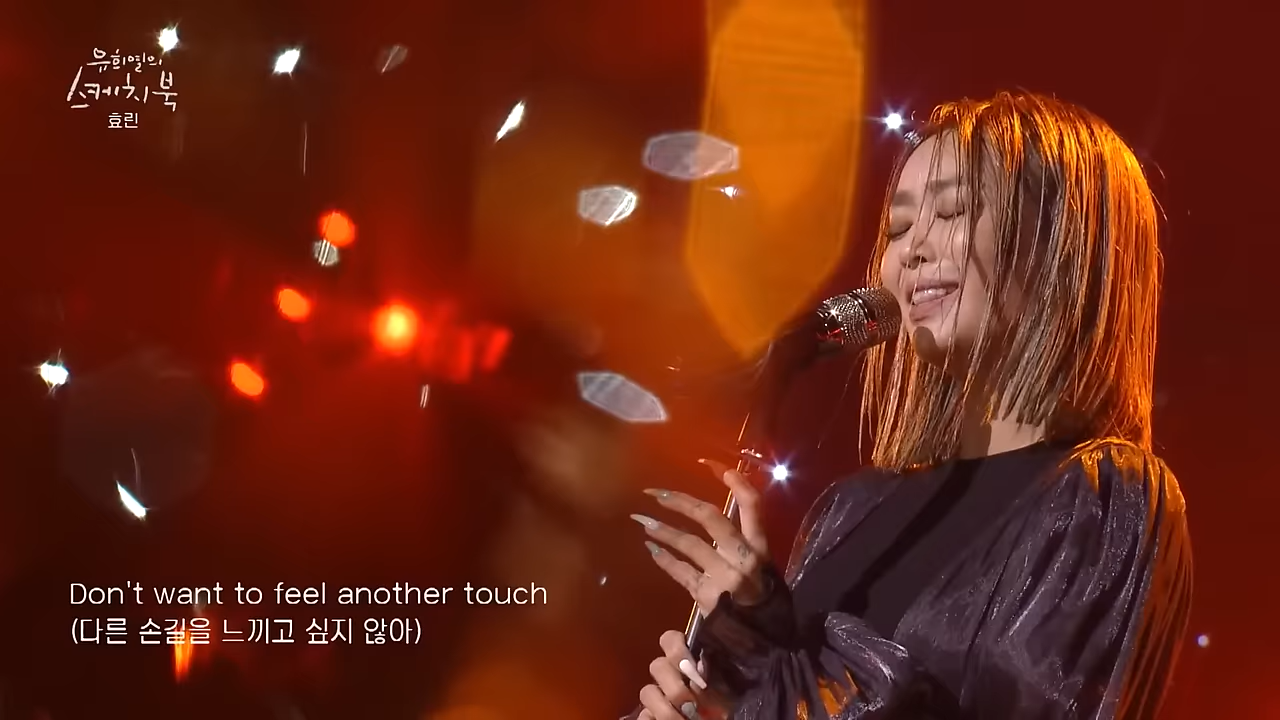 유희열의
스케치북
효린
Don't want to feel another touch
(다른 손길을 느끼고 싶지 않아)